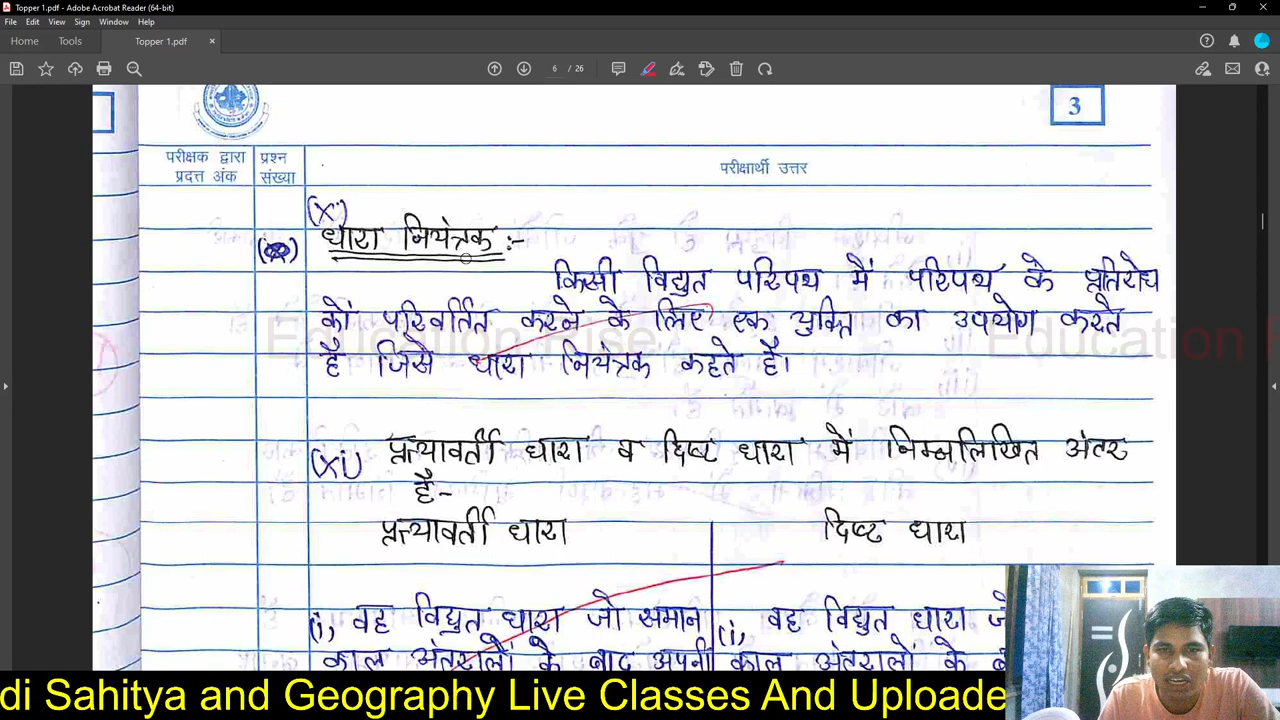 Topper 1.pdf - Adobe Acrobat Reader (64-bit)
File Edit View Sign Window Help
Home Tools Topper 1.pdf ×
6 / 26
3
परीक्षक द्वारा प्रदत्त अंक
प्रश्न संख्या
परीक्षार्थी उत्तर
(x)
धारा नियंत्रक :-
किसी विद्युत परिपथ में परिपथ के प्रतिरोध
कों परिवर्तित करने के लिए एक युक्ति का उपयोग करते
है जिसे धारा नियंत्रक कहते है।
(xi) प्रत्यावर्ती धारा व दिष्ट धारा में निम्नलिखित अंतर
है-
प्रत्यावर्ती धारा दिष्ट धारा
(i) वह विद्युत धारा जो समान (i) वह विद्युत धारा
काल अंतरालों के बाद अपनी काल अंतरालों के
Education
di Sahitya and Geography Live Classes And Uploade